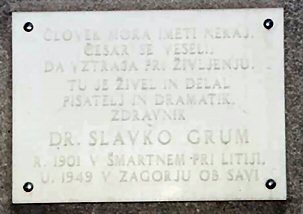 ČLOVEK MORA IMETI NEKAJ,
ČESAR SE VESELI,
DA VZTRAJA PRI ŽIVLJENJU.
TU JE ŽIVEL IN DELAL
PISATELJ IN DRAMATIK,
ZDRAVNIK
DR. SLAVKO GRUM
R. 1901 V ŠMARTNEM PRI LITIJI,
U. 1949 V ZAGORJU OB SAVI